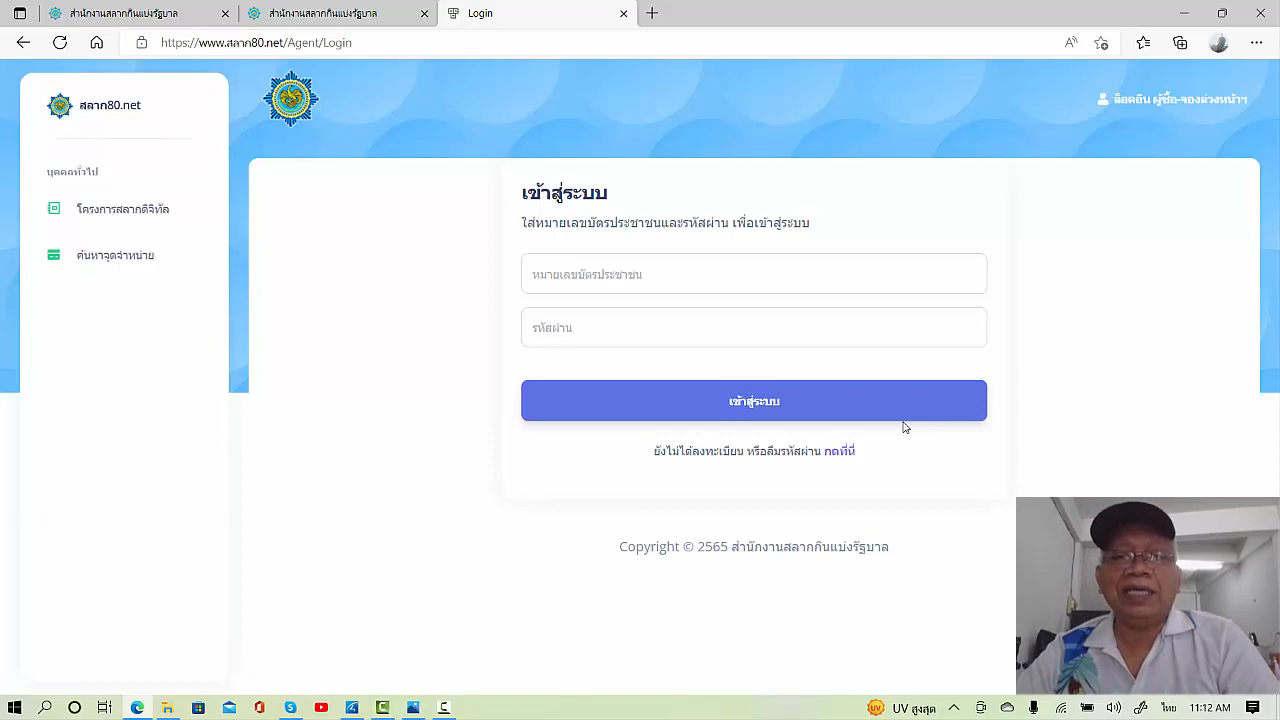 สำนักงานสลากกินแบ่งรัฐบาล
สำนักงานสลากกินแบ่งรัฐบาล
Login
https://www.สลาก80.net/Agent/Login
สลาก80.net
ล็อคอิน ผู้ซื้อ-จองล่วงหน้าฯ
บุคคลทั่วไป
โครงการสลากดิจิทัล
ค้นหาจุดจำหน่าย
เข้าสู่ระบบ
ใส่หมายเลขบัตรประชาชนและรหัสผ่าน เพื่อเข้าสู่ระบบ
หมายเลขบัตรประชาชน
รหัสผ่าน
เข้าสู่ระบบ
ยังไม่ได้ลงทะเบียน หรือลืมรหัสผ่าน กดที่นี่
Copyright © 2565 สำนักงานสลากกินแบ่งรัฐบาล
UV สูงสุด
ไทย
11:12 AM